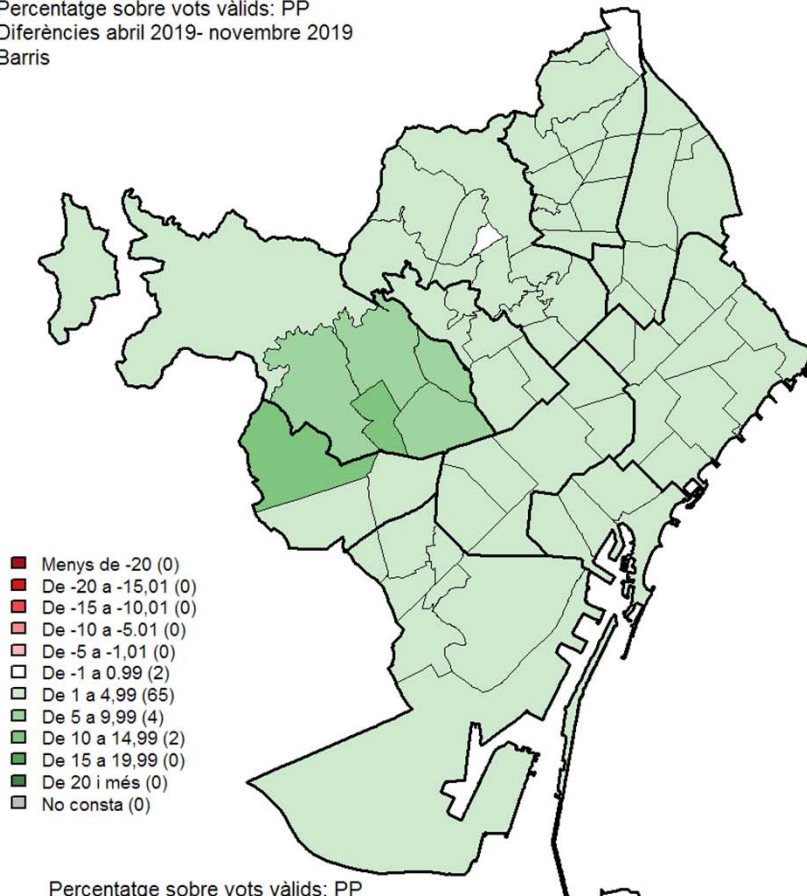 Percentatge sobre vots vàlids: PP
Diferències abril 2019- novembre 2019
Barris
Menys de -20 (0)
De -20 a -15,01 (0)
De -15 a -10,01 (0)
De -10 a -5.01 (0)
De -5 a -1,01 (0)
De -1 a 0.99 (2)
De 1 a 4,99 (65)
De 5 a 9,99 (4)
De 10 a 14,99 (2)
De 15 a 19,99 (0)
De 20 i més (0)
No consta (0)
Percentatge sobre vots vàlids: PP